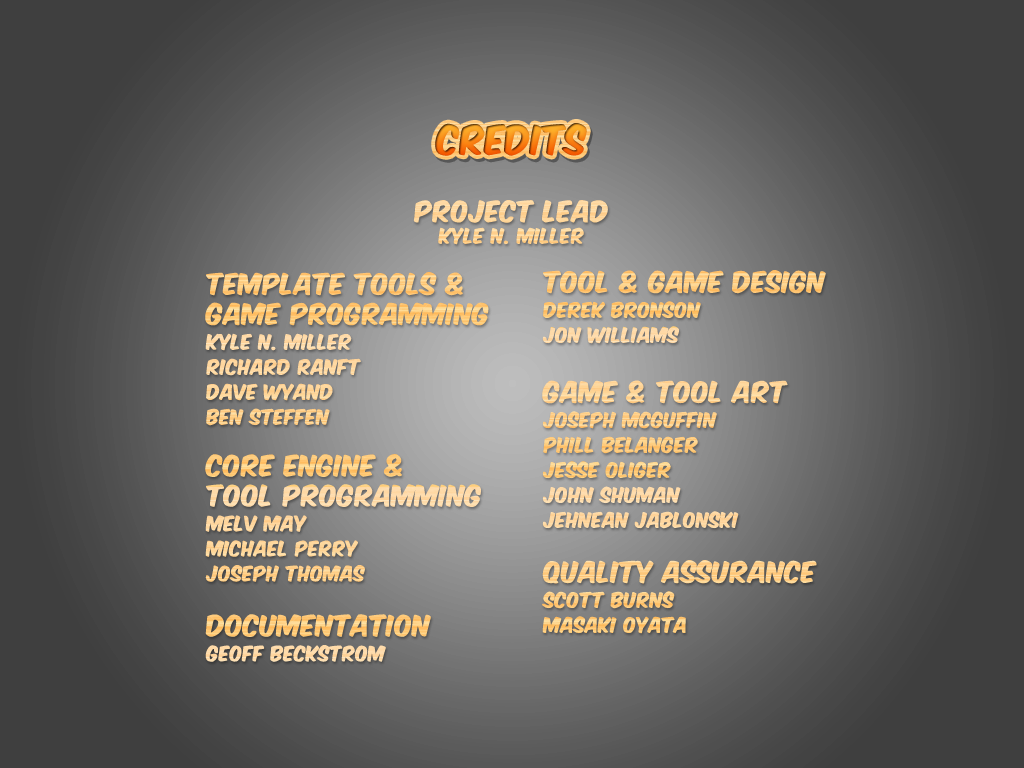 CREDITS
PROJECT LEAD
KYLE N. MILLER
TEMPLATE TOOLS &
GAME PROGRAMMING
KYLE N. MILLER
RICHARD RANFT
DAVE WYAND
BEN STEFFEN
CORE ENGINE &
TOOL PROGRAMMING
MELV MAY
MICHAEL PERRY
JOSEPH THOMAS
DOCUMENTATION
GEOFF BECKSTROM
TOOL & GAME DESIGN
DEREK BRONSON
JON WILLIAMS
GAME & TOOL ART
JOSEPH MCGUFFIN
PHILL BELANGER
JESSE OLIGER
JOHN SHUMAN
JEHNEAN JABLONSKI
QUALITY ASSURANCE
SCOTT BURNS
MASAKI OYATA